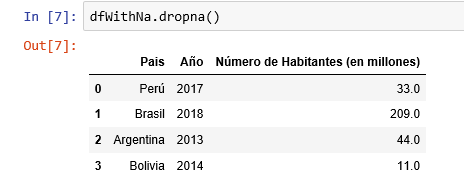 In [7]: dfWithNa.dropna()
Out[7]:
Pais Año Número de Habitantes (en millones)
0 Perú 2017 33.0
1 Brasil 2018 209.0
2 Argentina 2013 44.0
3 Bolivia 2014 11.0